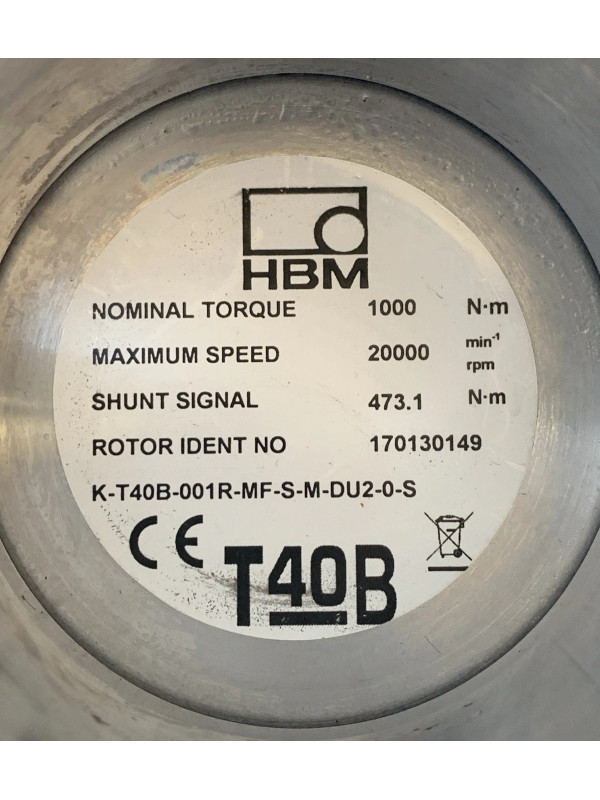 HBM
NOMINAL TORQUE 1000 N·m
MAXIMUM SPEED 20000 min⁻¹
rpm
SHUNT SIGNAL 473.1 N·m
ROTOR IDENT NO 170130149
K-T40B-001R-MF-S-M-DU2-0-S
CE T40B